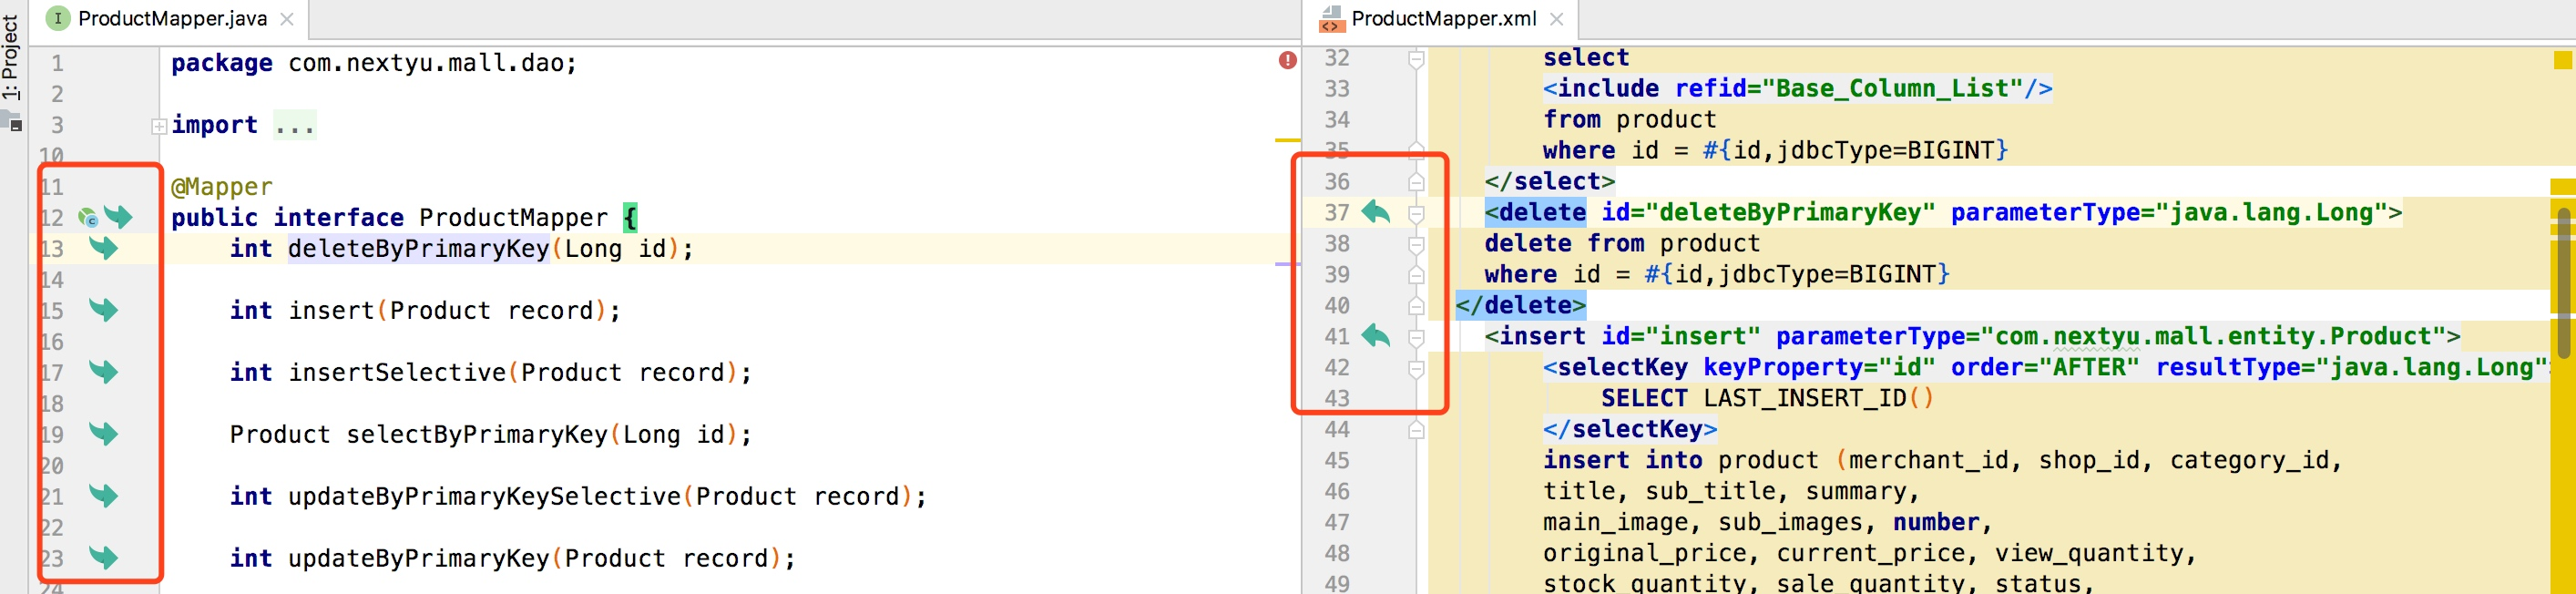 1: Project
ProductMapper.java
1 package com.nextyu.mall.dao;
2
3 import ...
10
11 @Mapper
12 public interface ProductMapper {
13 int deleteByPrimaryKey(Long id);
14
15 int insert(Product record);
16
17 int insertSelective(Product record);
18
19 Product selectByPrimaryKey(Long id);
20
21 int updateByPrimaryKeySelective(Product record);
22
23 int updateByPrimaryKey(Product record);
24
ProductMapper.xml
32 select
33 <include refid="Base_Column_List"/>
34 from product
35 where id = #{id,jdbcType=BIGINT}
36 </select>
37 <delete id="deleteByPrimaryKey" parameterType="java.lang.Long">
38 delete from product
39 where id = #{id,jdbcType=BIGINT}
40 </delete>
41 <insert id="insert" parameterType="com.nextyu.mall.entity.Product">
42 <selectKey keyProperty="id" order="AFTER" resultType="java.lang.Long"
43 SELECT LAST_INSERT_ID()
44 </selectKey>
45 insert into product (merchant_id, shop_id, category_id,
46 title, sub_title, summary,
47 main_image, sub_images, number,
48 original_price, current_price, view_quantity,
49 stock_quantity, sale_quantity, status,